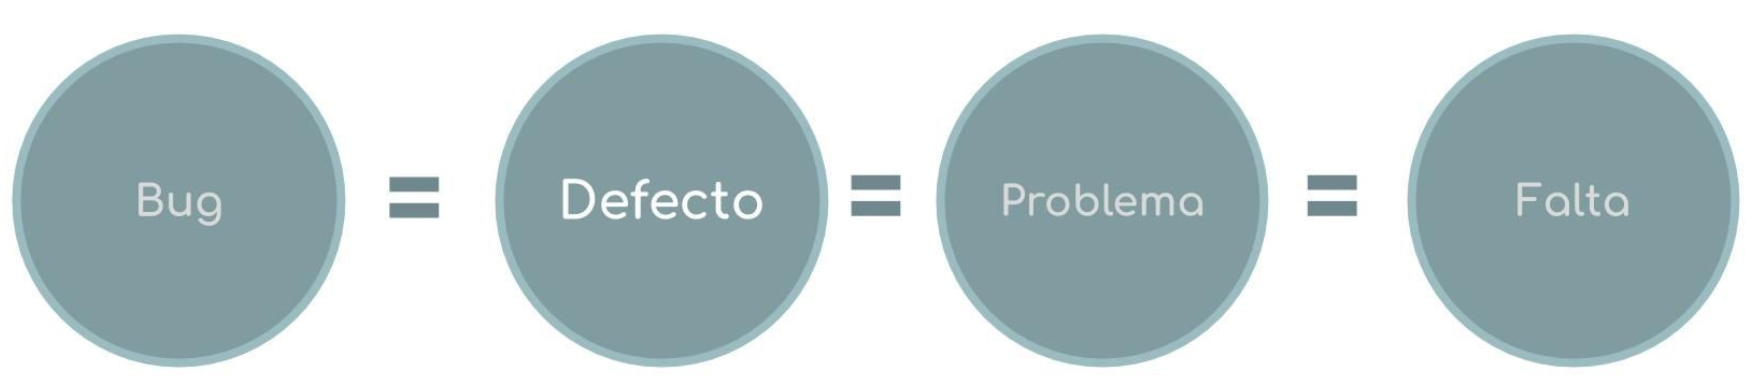 Bug = Defecto = Problema = Falta